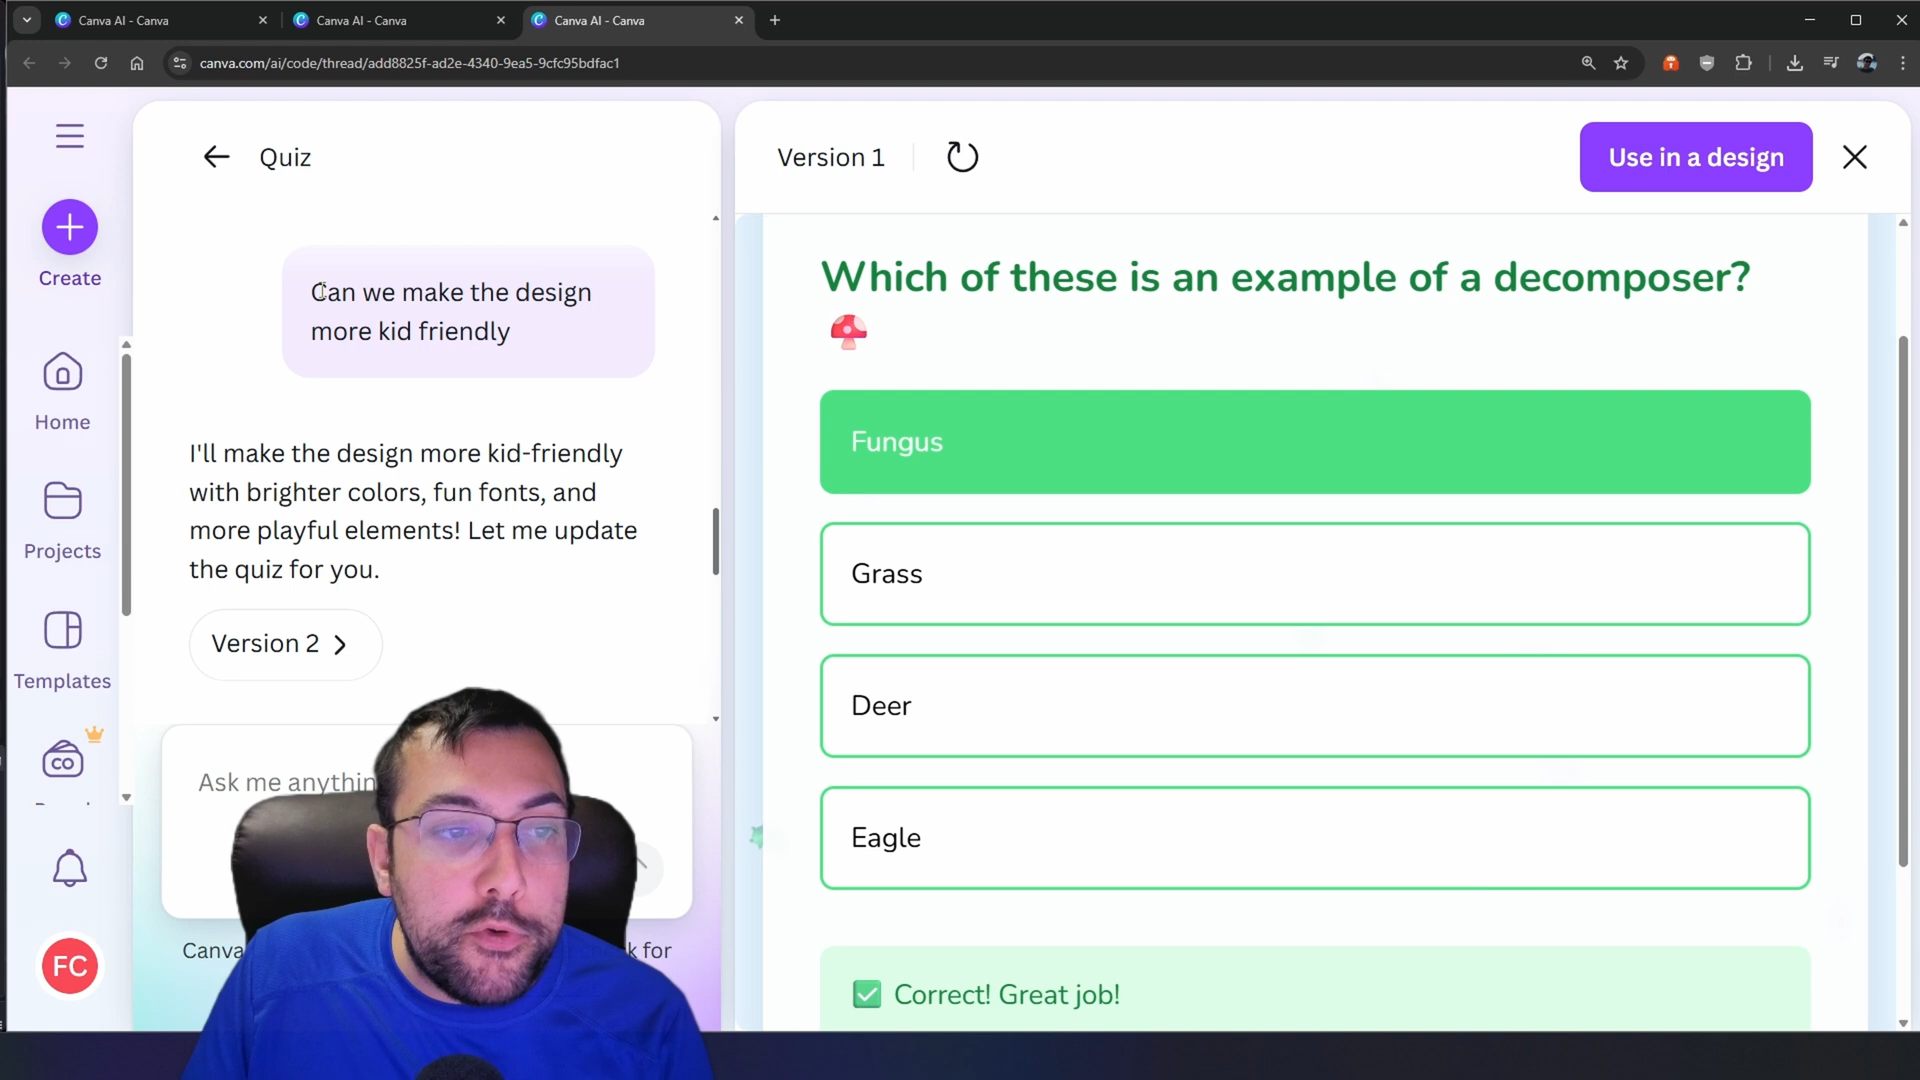 Canva AI - Canva
Canva AI - Canva
Canva AI - Canva
canva.com/ai/code/thread/add8825f-ad2e-4340-9ea5-9cfc95bdfac1
Create
Home
Projects
Templates
CO
FC
Quiz
Can we make the design
more kid friendly
I'll make the design more kid-friendly
with brighter colors, fun fonts, and
more playful elements! Let me update
the quiz for you.
Version 2
Ask me anythin
Canva
k for
Version 1
Use in a design
Which of these is an example of a decomposer?
Fungus
Grass
Deer
Eagle
Correct! Great job!